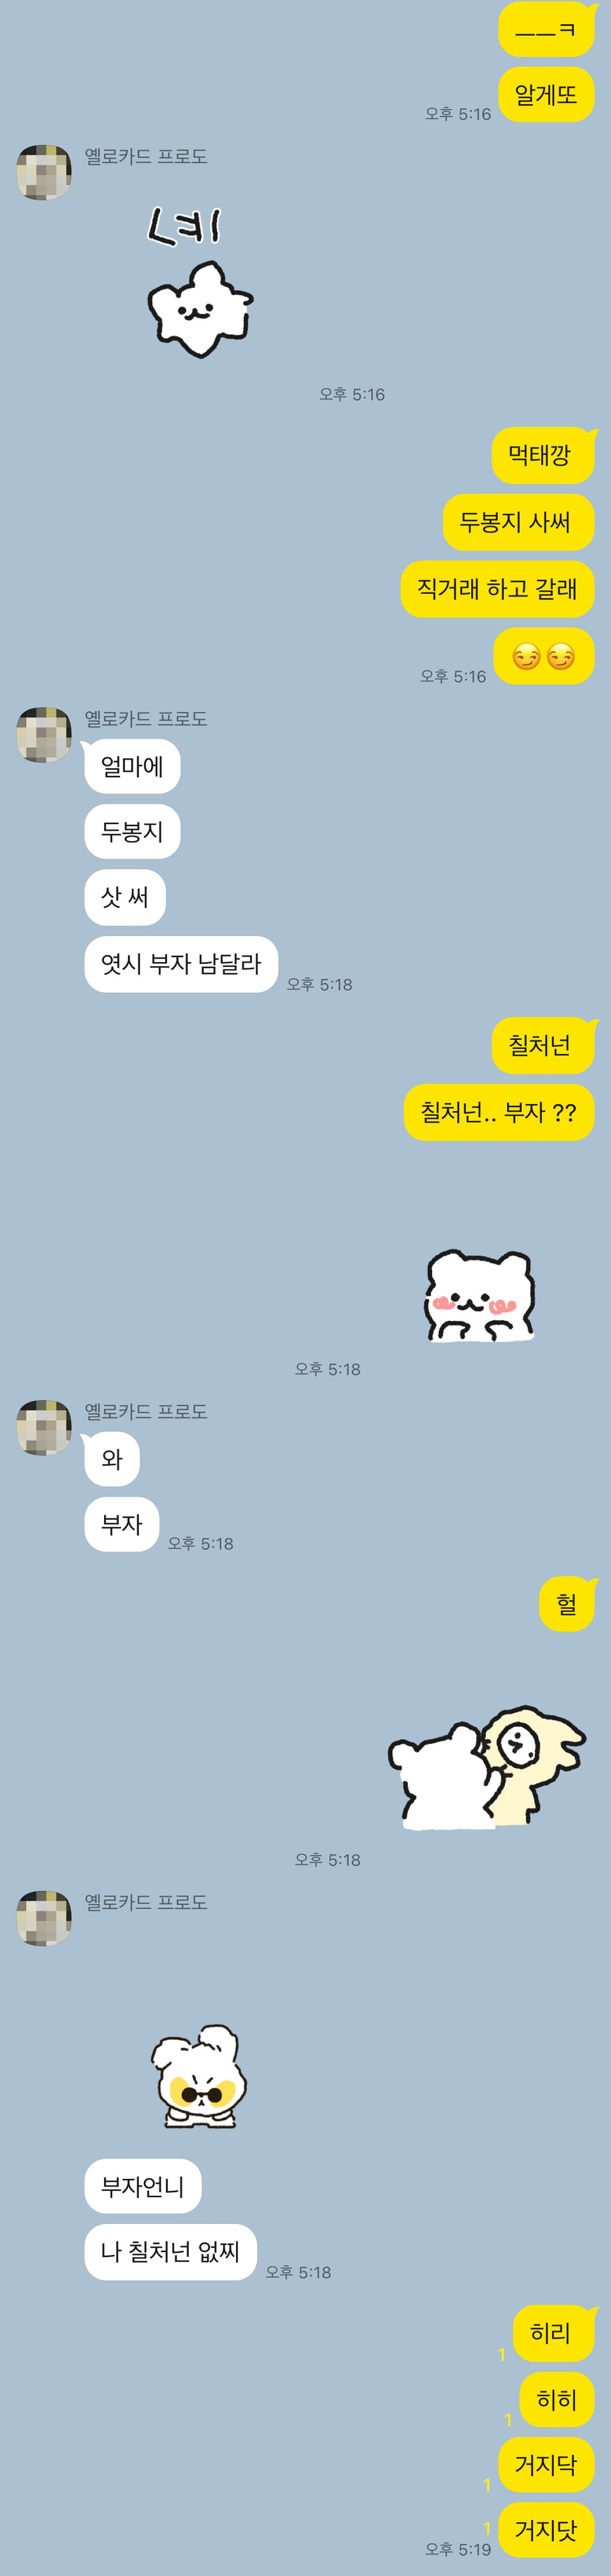 ㅡㅡㅋ
알게또
오후 5:16
옐로카드 프로도
녜
오후 5:16
먹태깡
두봉지 사써
직거래 하고 갈래
😏😏
오후 5:16
옐로카드 프로도
얼마에
두봉지
삿 써
엿시 부자 남달라
오후 5:18
칠처넌
칠처넌.. 부자 ??
오후 5:18
옐로카드 프로도
와
부자
오후 5:18
헐
오후 5:18
옐로카드 프로도
부자언니
나 칠처넌 없찌
오후 5:18
히리
1
히히
1
거지닥
1
거지닷
1
오후 5:19